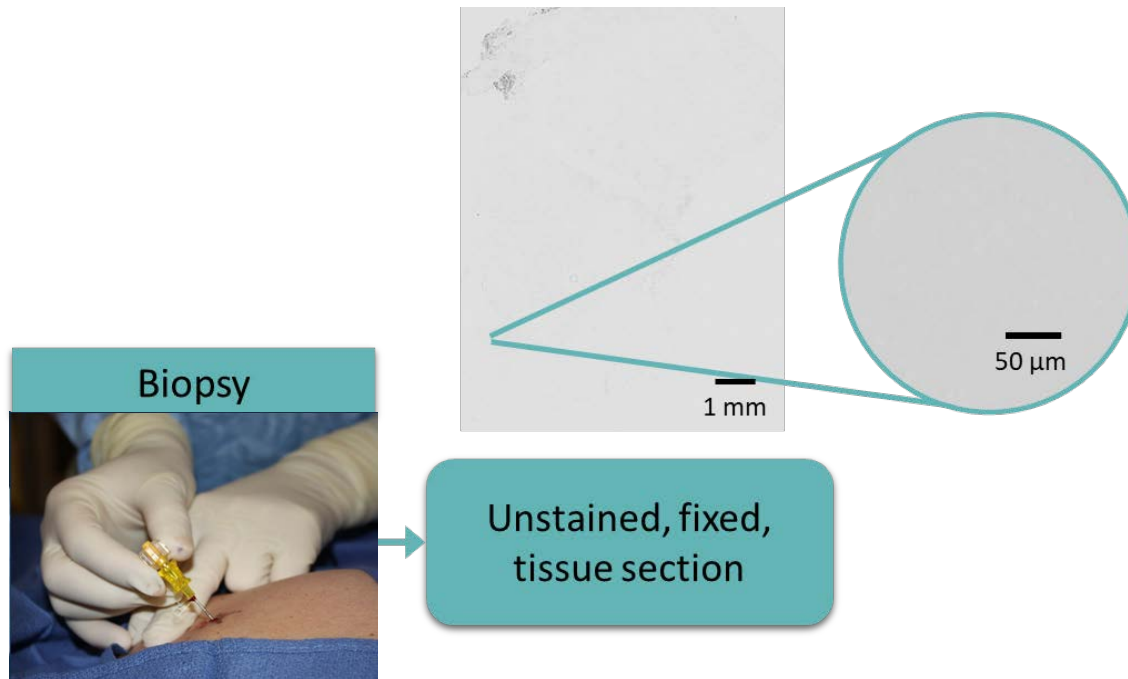 Biopsy
1 mm
50 µm
Unstained, fixed,
tissue section